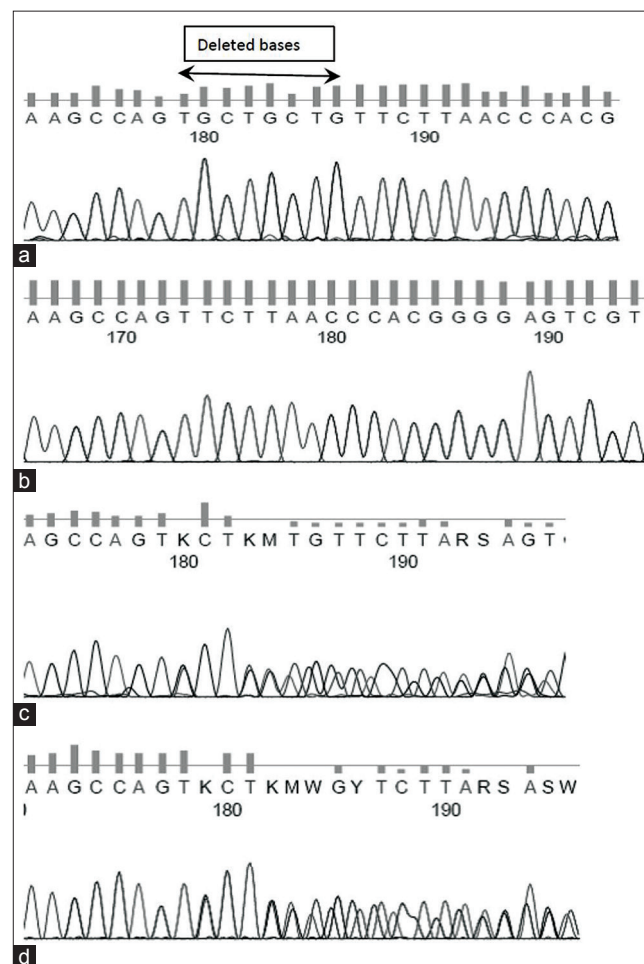 Deleted bases
A A G C C A G T G C T G C T G T T C T T A A C C C A C G
180 190
a
A A G C C A G T T C T T A A C C C A C G G G G A G T C G T
170 180 190
b
A G C C A G T K C T K M T G T T C T T A R S A G T
180 190
c
A A G C C A G T K C T K M W G Y T C T T A R S A S W
180 190
d